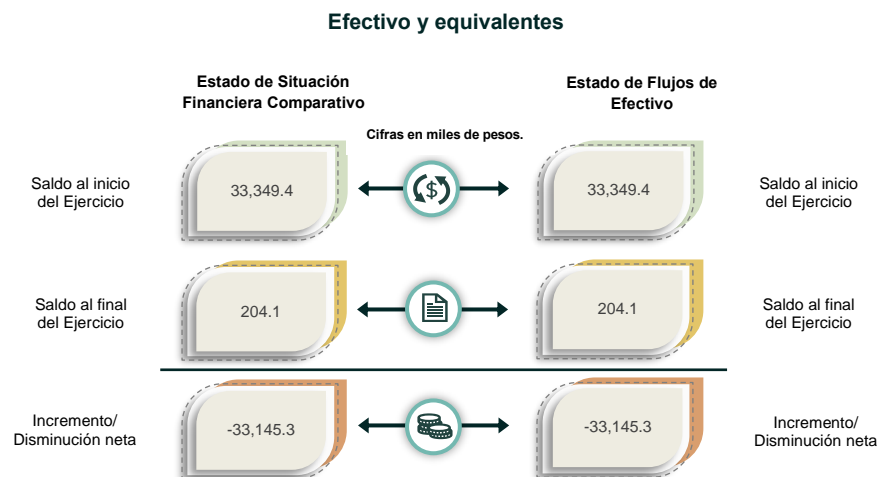 Efectivo y equivalentes
Estado de Situación
Financiera Comparativo
Estado de Flujos de
Efectivo
Cifras en miles de pesos.
Saldo al inicio
del Ejercicio
33,349.4
$
33,349.4
Saldo al inicio
del Ejercicio
Saldo al final
del Ejercicio
204.1
204.1
Saldo al final
del Ejercicio
Incremento/
Disminución neta
-33,145.3
-33,145.3
Incremento/
Disminución neta